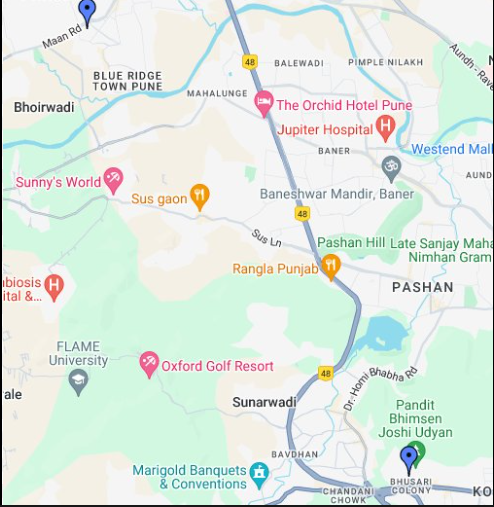 Maan Rd
48
BALEWADI
PIMPLE NILAKH
Aundh - Rave
N
BLUE RIDGE
TOWN PUNE
MAHALUNGE
Bhoirwadi
The Orchid Hotel Pune
Jupiter Hospital
H
BANER
Westend Mall
Sunny's World
Sus gaon
Baneshwar Mandir, Baner
AUND
48
Sus Ln
Pashan Hill
Late Sanjay Maha
Nimhan Gram
Rangla Punjab
nbiosis
ital &...
H
PASHAN
FLAME
University
Oxford Golf Resort
48
Dr. Homi Bhabha Rd
ale
Sunarwadi
Pandit
Bhimsen
Joshi Udyan
BAVDHAN
Marigold Banquets
& Conventions
BHUSARI
COLONY
CHANDANI
CHOWK
KO